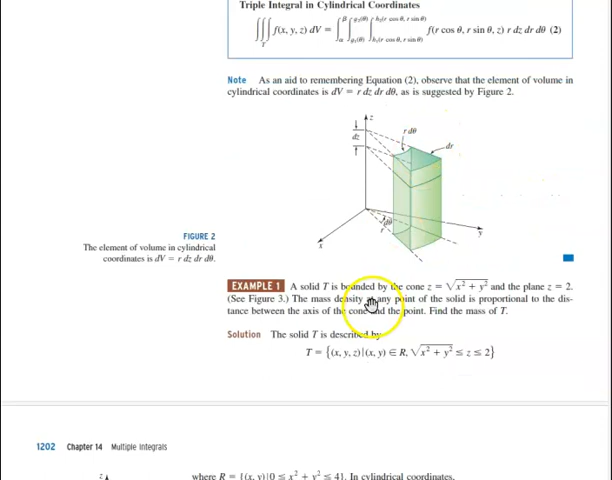 Triple Integral in Cylindrical Coordinates
∭_T f(x, y, z) dV = ∫_α^β ∫_{g₁(θ)}^{g₂(θ)} ∫_{h₁(r cos θ, r sin θ)}^{h₂(r cos θ, r sin θ)} f(r cos θ, r sin θ, z) r dz dr dθ (2)
Note As an aid to remembering Equation (2), observe that the element of volume in
cylindrical coordinates is dV = r dz dr dθ, as is suggested by Figure 2.
z
r dθ
dz
dr
dθ
r
y
x
FIGURE 2
The element of volume in cylindrical
coordinates is dV = r dz dr dθ.
EXAMPLE 1 A solid T is bounded by the cone z = √x² + y² and the plane z = 2.
(See Figure 3.) The mass density at any point of the solid is proportional to the dis-
tance between the axis of the cone and the point. Find the mass of T.
Solution The solid T is described by
T = {(x, y, z)|(x, y) ∈ R, √x² + y² ≤ z ≤ 2}
1202 Chapter 14 Multiple Integrals
z
where R = {(x, y)|0 ≤ x² + y² ≤ 4}. In cylindrical coordinates,